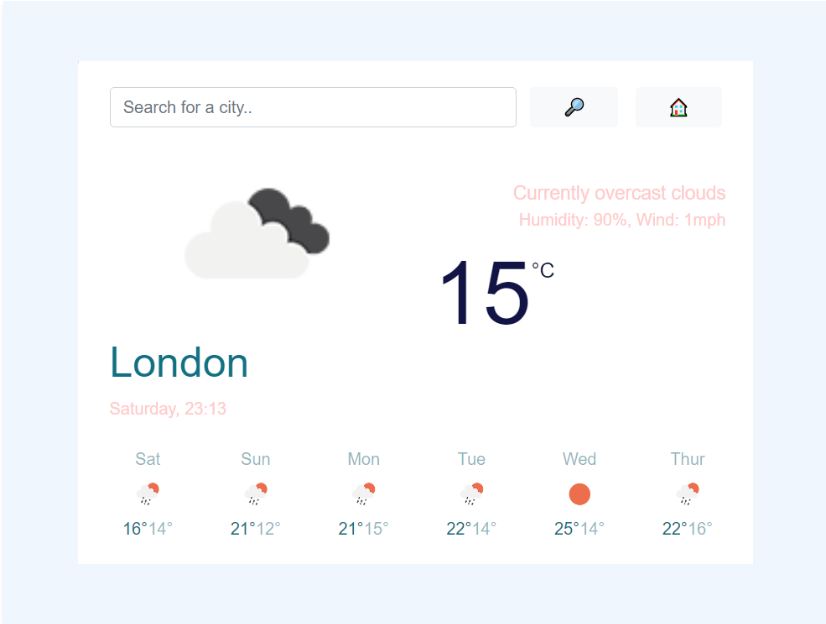 Search for a city..
Currently overcast clouds
Humidity: 90%, Wind: 1mph
15°C
London
Saturday, 23:13
Sat Sun Mon Tue Wed Thur
16°14° 21°12° 21°15° 22°14° 25°14° 22°16°